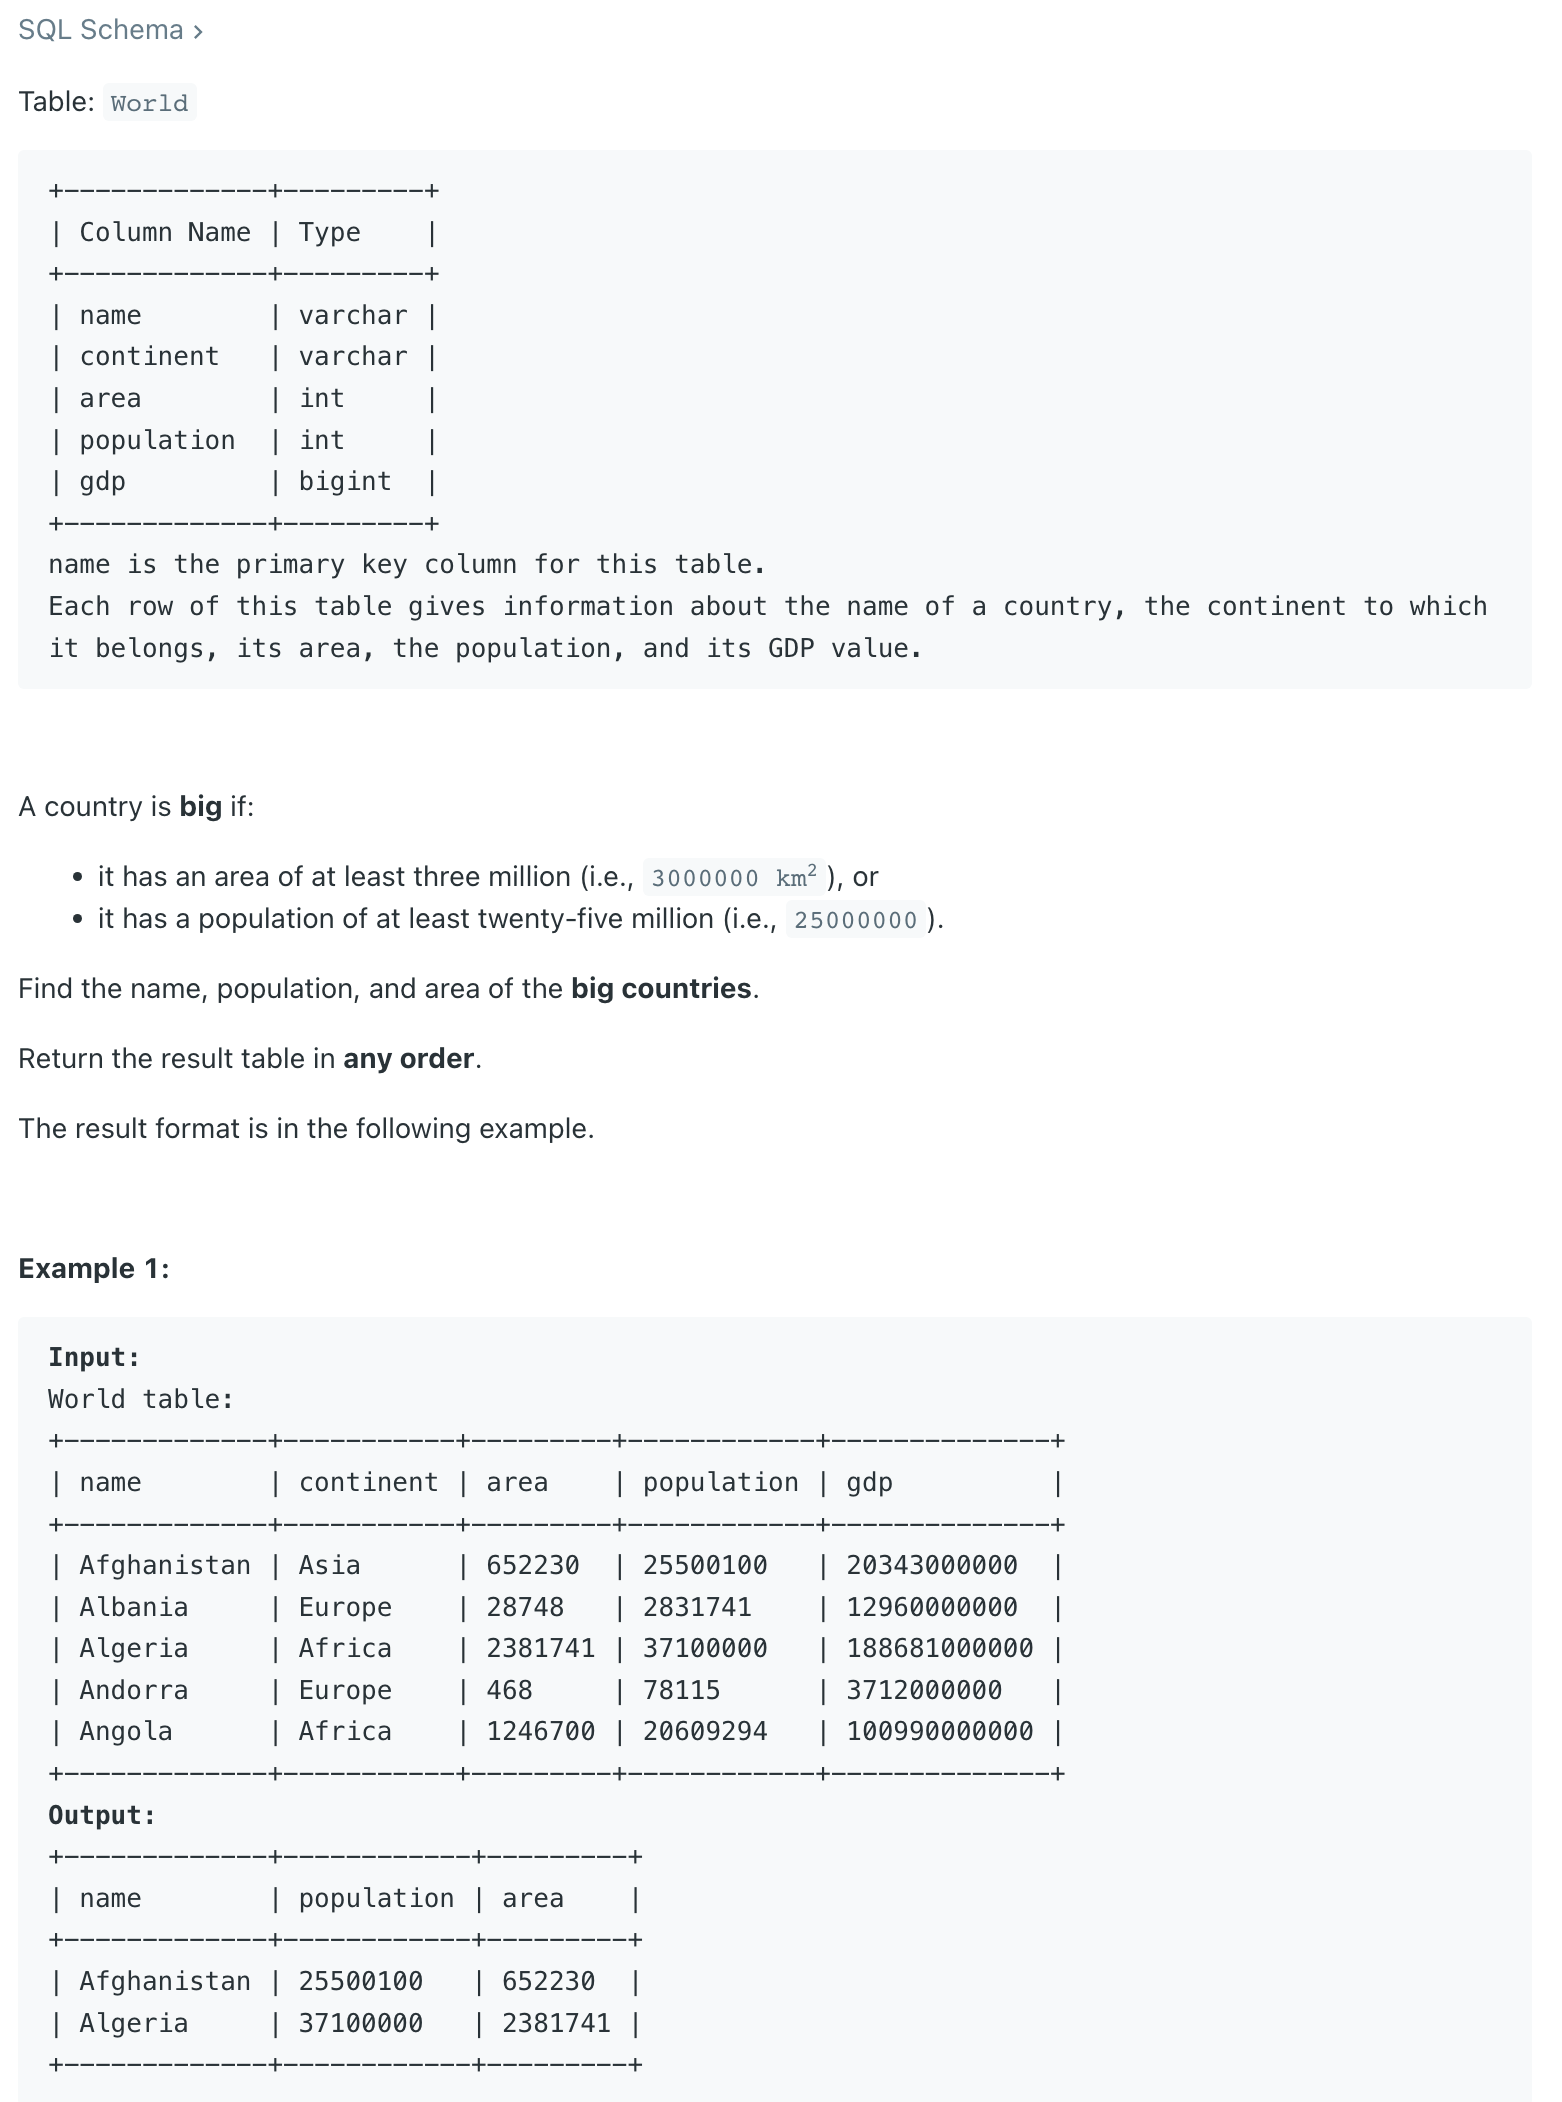 SQL Schema ›
Table: World
+-------------+---------+
| Column Name | Type    |
+-------------+---------+
| name        | varchar |
| continent   | varchar |
| area        | int     |
| population  | int     |
| gdp         | bigint  |
+-------------+---------+
name is the primary key column for this table.
Each row of this table gives information about the name of a country, the continent to which
it belongs, its area, the population, and its GDP value.
A country is big if:
• it has an area of at least three million (i.e., 3000000 km²), or
• it has a population of at least twenty-five million (i.e., 25000000).
Find the name, population, and area of the big countries.
Return the result table in any order.
The result format is in the following example.
Example 1:
Input:
World table:
+-------------+-----------+---------+------------+--------------+
| name        | continent | area    | population | gdp          |
+-------------+-----------+---------+------------+--------------+
| Afghanistan | Asia      | 652230  | 25500100   | 20343000000  |
| Albania     | Europe    | 28748   | 2831741    | 12960000000  |
| Algeria     | Africa    | 2381741 | 37100000   | 188681000000 |
| Andorra     | Europe    | 468     | 78115      | 3712000000   |
| Angola      | Africa    | 1246700 | 20609294   | 100990000000 |
+-------------+-----------+---------+------------+--------------+
Output:
+-------------+------------+---------+
| name        | population | area    |
+-------------+------------+---------+
| Afghanistan | 25500100   | 652230  |
| Algeria     | 37100000   | 2381741 |
+-------------+------------+---------+